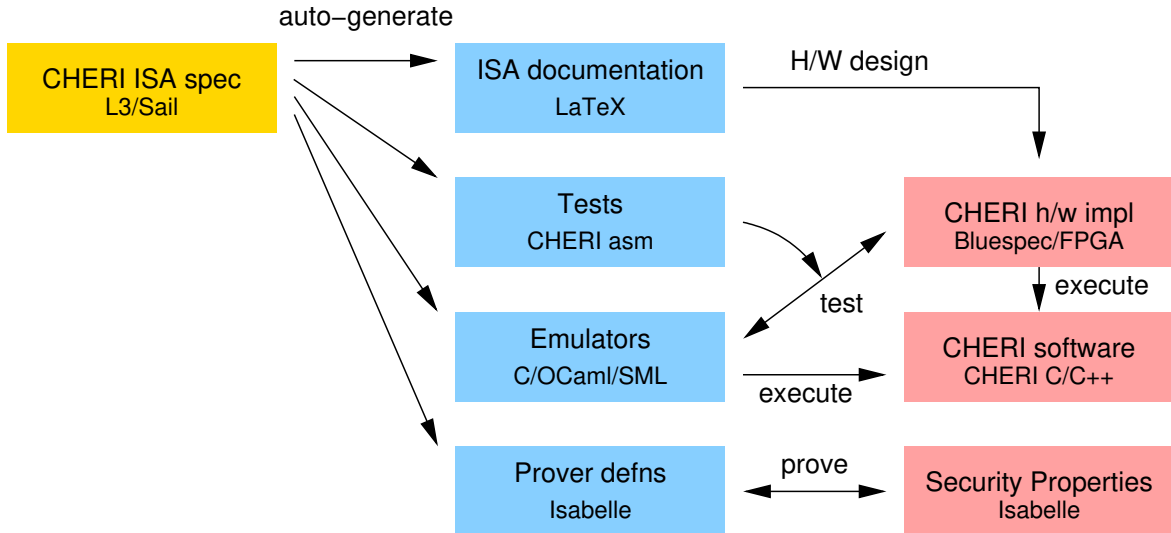 auto-generate
CHERI ISA spec
L3/Sail
ISA documentation
LaTeX
H/W design
Tests
CHERI asm
CHERI h/w impl
Bluespec/FPGA
test
execute
Emulators
C/OCaml/SML
execute
CHERI software
CHERI C/C++
Prover defns
Isabelle
prove
Security Properties
Isabelle